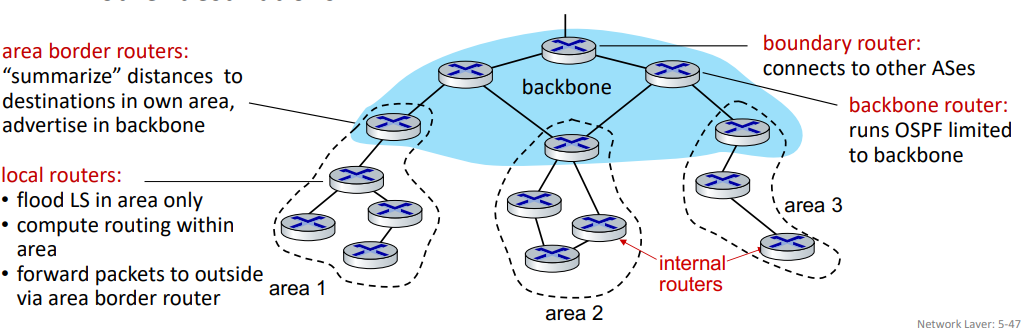 area border routers:
“summarize” distances to
destinations in own area,
advertise in backbone
local routers:
• flood LS in area only
• compute routing within
area
• forward packets to outside
via area border router
backbone
boundary router:
connects to other ASes
backbone router:
runs OSPF limited
to backbone
area 1
area 2
area 3
internal
routers
Network Layer: 5-47